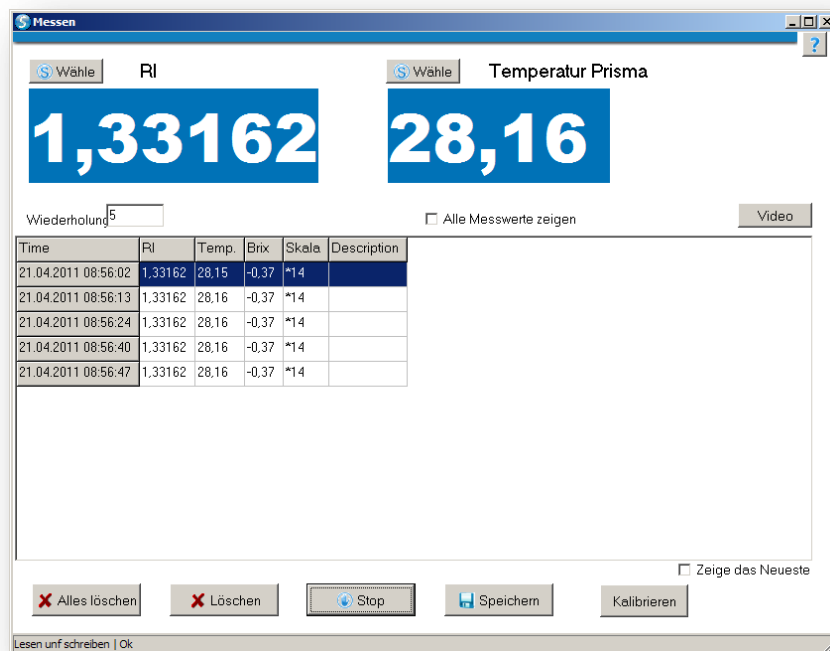 Messen
?
Wähle RI Wähle Temperatur Prisma
1,33162 28,16
Wiederholung 5 Alle Messwerte zeigen Video
Time RI Temp. Brix Skala Description
21.04.2011 08:56:02 1,33162 28,15 -0,37 *14
21.04.2011 08:56:13 1,33162 28,16 -0,37 *14
21.04.2011 08:56:24 1,33162 28,16 -0,37 *14
21.04.2011 08:56:40 1,33162 28,16 -0,37 *14
21.04.2011 08:56:47 1,33162 28,16 -0,37 *14
Zeige das Neueste
Alles löschen Löschen Stop Speichern Kalibrieren
Lesen unf schreiben | Ok